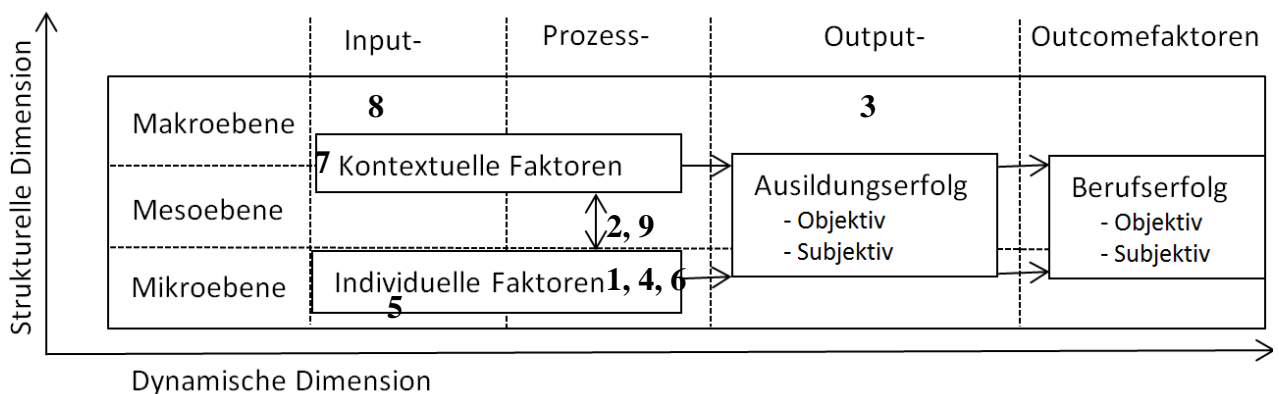 Input-
Prozess-
Output-
Outcomefaktoren
Strukturelle Dimension
Makroebene
8
3
7 Kontextuelle Faktoren
Mesoebene
2, 9
Ausildungserfolg
- Objektiv
- Subjektiv
Berufserfolg
- Objektiv
- Subjektiv
Mikroebene
Individuelle Faktoren 1, 4, 6
5
Dynamische Dimension